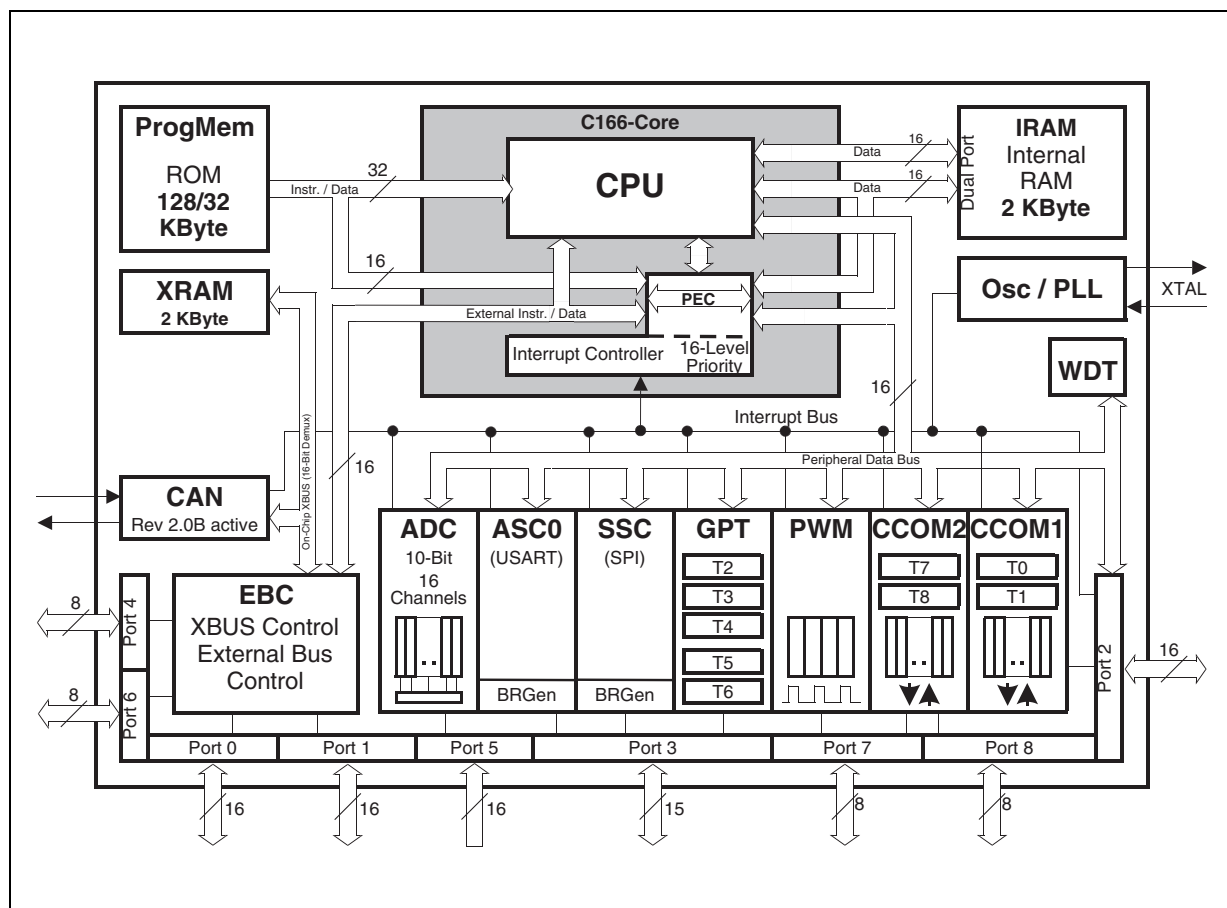 C166-Core
ProgMem
ROM
128/32
KByte
CPU
IRAM
Internal
RAM
2 KByte
Dual Port
Data
16
Data
16
32
Instr. / Data
16
XRAM
2 KByte
Osc / PLL
XTAL
PEC
External Instr. / Data
Interrupt Controller
16-Level
Priority
WDT
16
Interrupt Bus
Peripheral Data Bus
On-Chip XBUS (16-Bit Demux)
16
CAN
Rev 2.0B active
EBC
XBUS Control
External Bus
Control
ADC
10-Bit
16
Channels
ASC0
(USART)
BRGen
SSC
(SPI)
BRGen
GPT
T2
T3
T4
T5
T6
PWM
CCOM2
T7
T8
CCOM1
T0
T1
Port 4
8
Port 6
8
Port 2
16
Port 0
Port 1
Port 5
Port 3
Port 7
Port 8
16
16
16
15
8
8